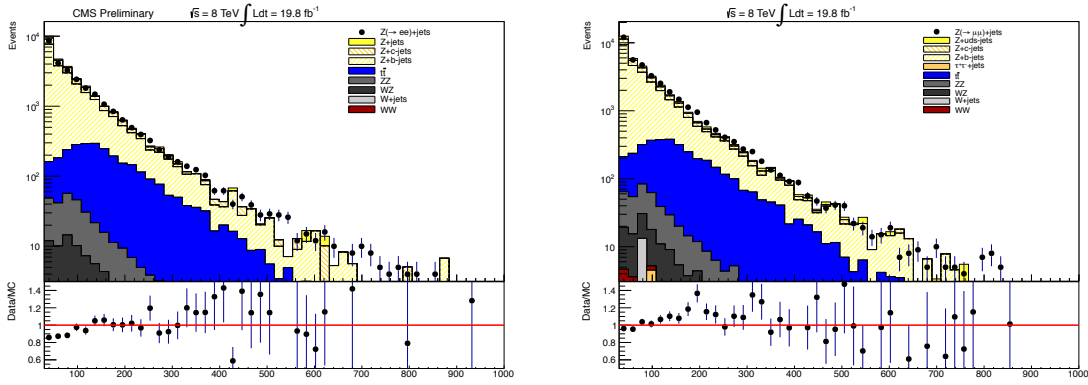 CMS Preliminary
√s = 8 TeV ∫ Ldt = 19.8 fb⁻¹
Events
10⁴
10³
10²
10
Z(→ ee)+jets
Z+jets
Z+c-jets
Z+b-jets
tt̄
ZZ
WZ
W+jets
WW
Data/MC
1.4
1.2
1
0.8
0.6
100 200 300 400 500 600 700 800 900 1000
√s = 8 TeV ∫ Ldt = 19.8 fb⁻¹
Events
10⁴
10³
10²
10
Z(→ μμ)+jets
Z+uds-jets
Z+c-jets
Z+b-jets
τ⁺τ⁻+jets
tt̄
ZZ
WZ
W+jets
WW
Data/MC
1.4
1.2
1
0.8
0.6
100 200 300 400 500 600 700 800 900 1000